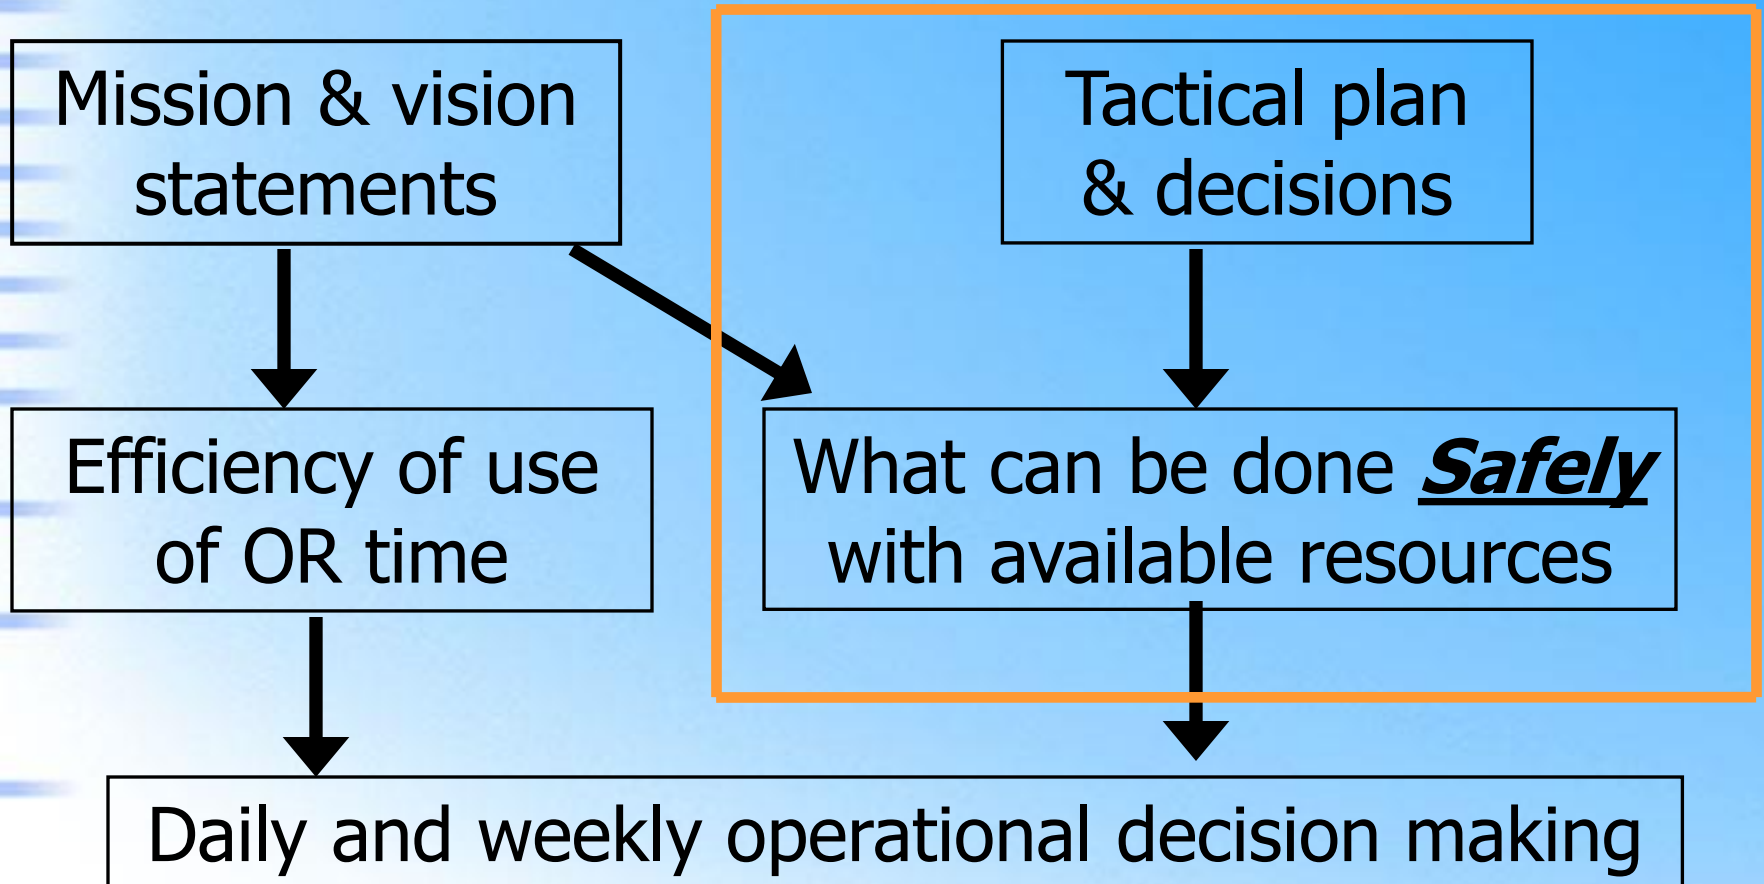 Mission & vision
statements
Tactical plan
& decisions
Efficiency of use
of OR time
What can be done Safely
with available resources
Daily and weekly operational decision making